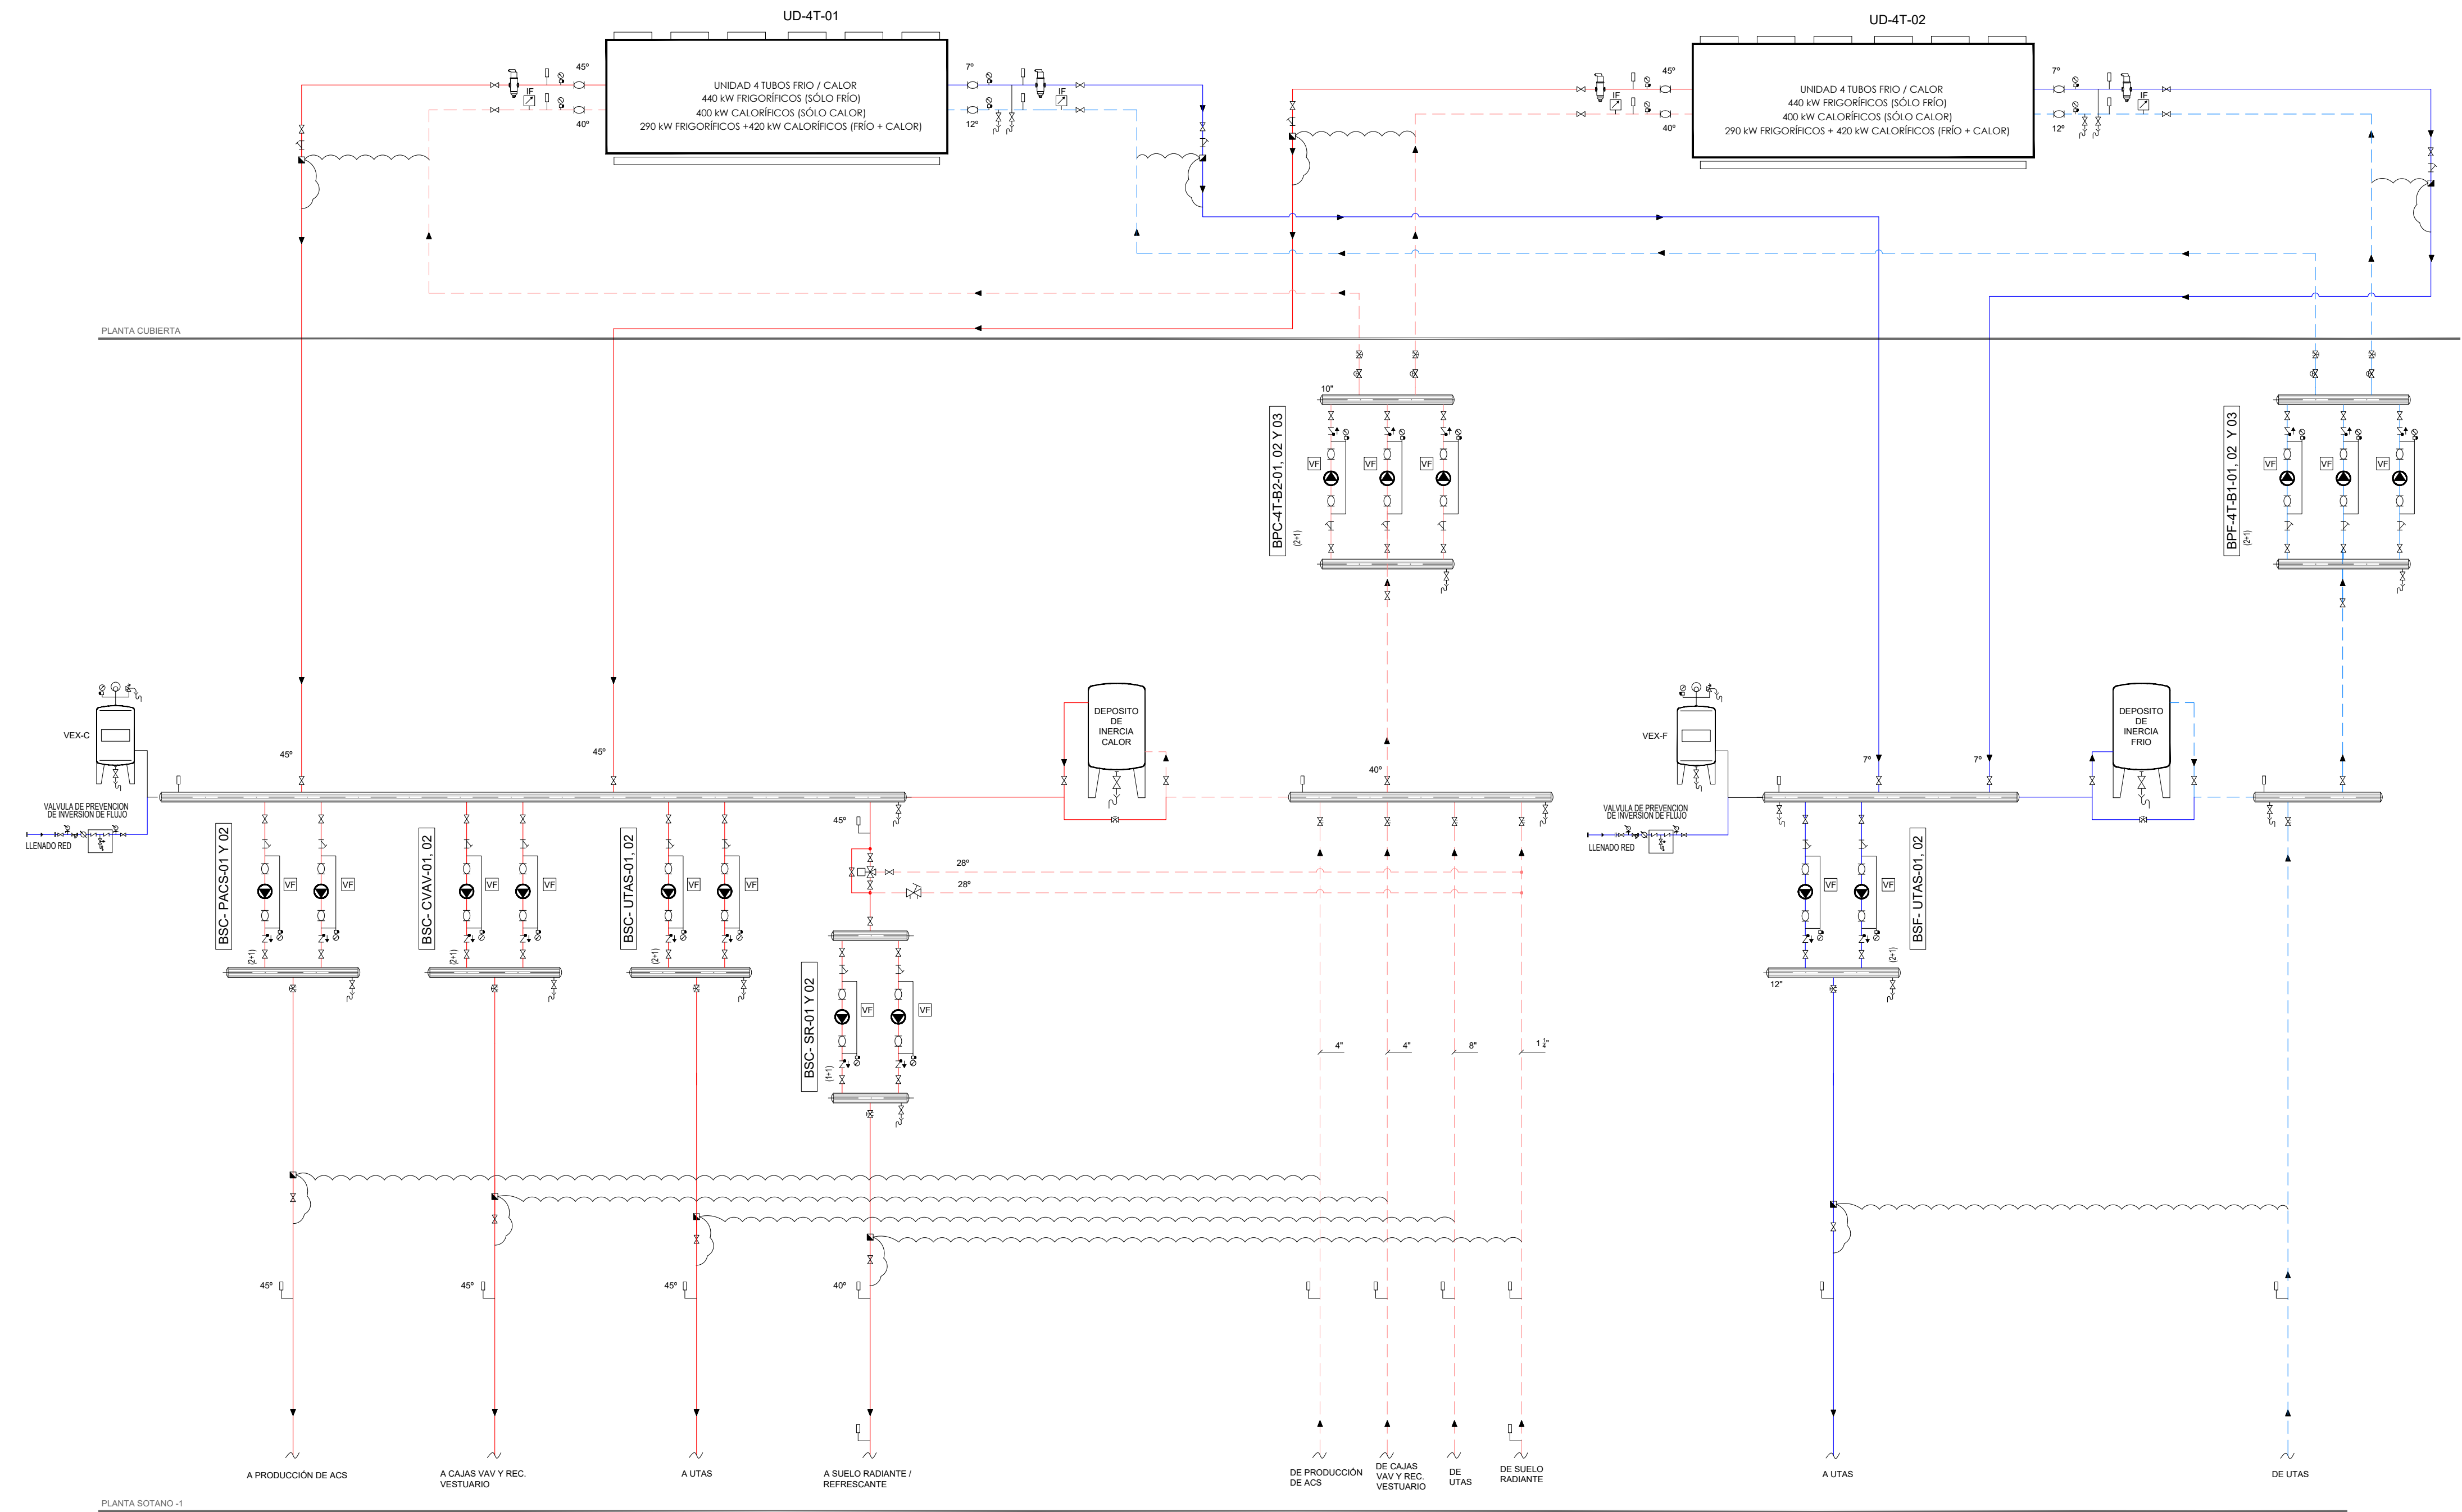 UD-4T-01
UD-4T-02
45º
7º
45º
7º
UNIDAD 4 TUBOS FRIO / CALOR
440 kW FRIGORÍFICOS (SÓLO FRÍO)
400 kW CALORÍFICOS (SÓLO CALOR)
290 kW FRIGORÍFICOS +420 kW CALORÍFICOS (FRÍO + CALOR)
UNIDAD 4 TUBOS FRIO / CALOR
440 kW FRIGORÍFICOS (SÓLO FRÍO)
400 kW CALORÍFICOS (SÓLO CALOR)
290 kW FRIGORÍFICOS + 420 kW CALORÍFICOS (FRÍO + CALOR)
IF
IF
IF
IF
40º
12º
40º
12º
PLANTA CUBIERTA
10"
BPC-4T-B2-01, 02 Y 03
(2+1)
VF
VF
VF
BPF-4T-B1-01, 02 Y 03
(2+1)
VF
VF
VF
VEX-C
45º
45º
DEPOSITO
DE
INERCIA
CALOR
40º
VEX-F
7º
7º
DEPOSITO
DE
INERCIA
FRIO
VALVULA DE PREVENCION
DE INVERSION DE FLUJO
LLENADO RED
VALVULA DE PREVENCION
DE INVERSION DE FLUJO
LLENADO RED
45º
BSC- PACS-01 Y 02
(2+1)
VF
VF
BSC- CVAV-01, 02
(2+1)
VF
VF
BSC- UTAS-01, 02
(2+1)
VF
VF
28º
28º
VF
VF
BSF- UTAS-01, 02
(2+1)
12"
BSC- SR-01 Y 02
(1+1)
VF
VF
4"
4"
8"
1 1/4"
45º
45º
45º
40º
A PRODUCCIÓN DE ACS
A CAJAS VAV Y REC.
VESTUARIO
A UTAS
A SUELO RADIANTE /
REFRESCANTE
DE PRODUCCIÓN
DE ACS
DE CAJAS
VAV Y REC.
VESTUARIO
DE
UTAS
DE SUELO
RADIANTE
A UTAS
DE UTAS
PLANTA SOTANO -1